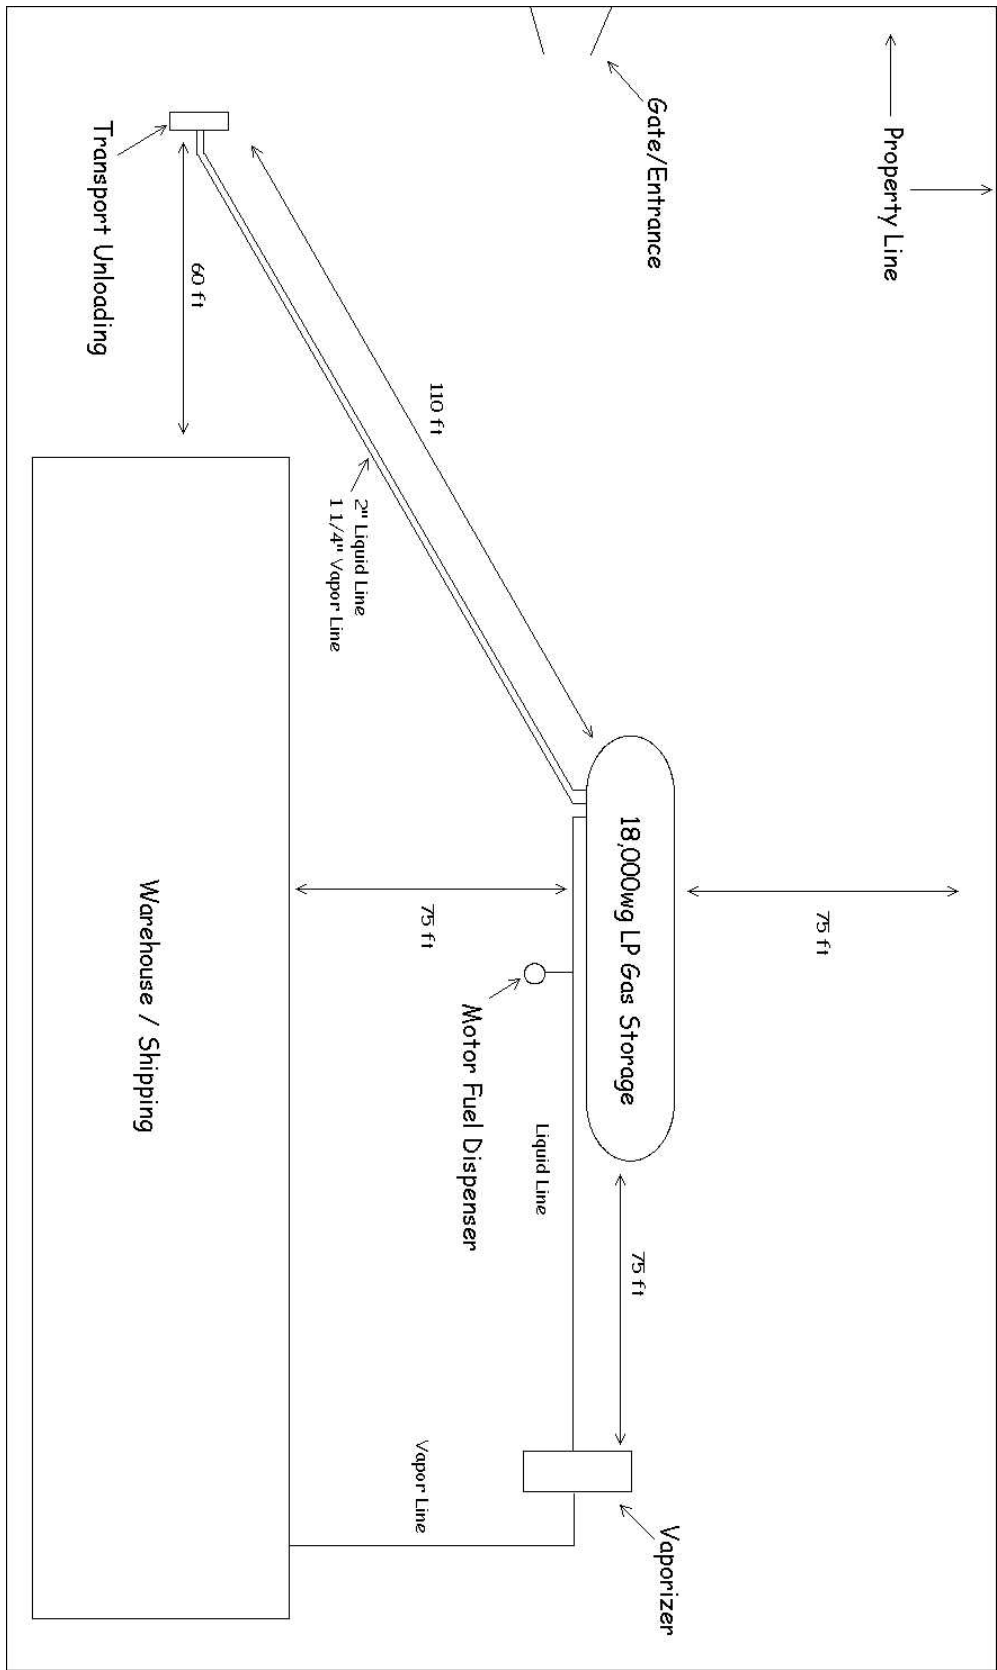 Property Line
Gate/Entrance
Transport Unloading
60 ft
110 ft
2" Liquid Line
1 1/4" Vapor Line
18,000wg LP Gas Storage
75 ft
75 ft
75 ft
Motor Fuel Dispenser
Liquid Line
Warehouse / Shipping
Vapor Line
Vaporizer